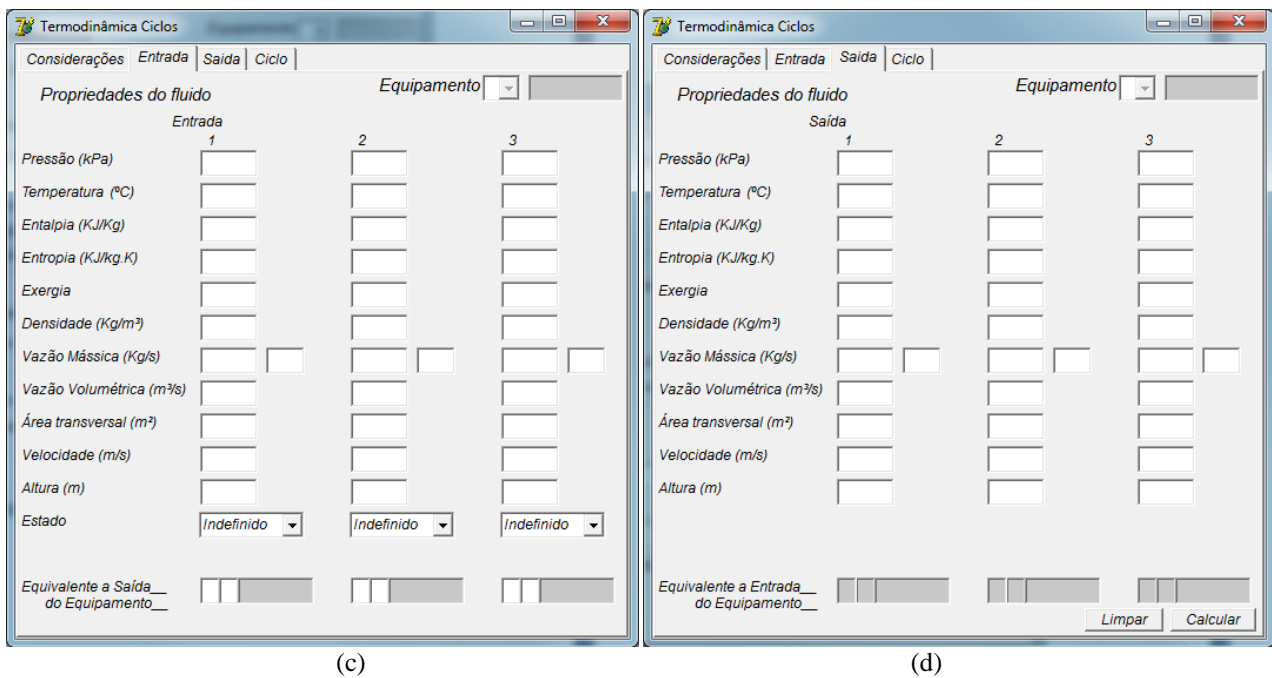 Termodinâmica Ciclos
Considerações Entrada Saida Ciclo
Equipamento
Propriedades do fluido
Entrada
1 2 3
Pressão (kPa)
Temperatura (ºC)
Entalpia (KJ/Kg)
Entropia (KJ/kg.K)
Exergia
Densidade (Kg/m³)
Vazão Mássica (Kg/s)
Vazão Volumétrica (m³/s)
Área transversal (m²)
Velocidade (m/s)
Altura (m)
Estado Indefinido Indefinido Indefinido
Equivalente a Saída__
do Equipamento__
(c)
Termodinâmica Ciclos
Considerações Entrada Saida Ciclo
Equipamento
Propriedades do fluido
Saída
1 2 3
Pressão (kPa)
Temperatura (ºC)
Entalpia (KJ/Kg)
Entropia (KJ/kg.K)
Exergia
Densidade (Kg/m³)
Vazão Mássica (Kg/s)
Vazão Volumétrica (m³/s)
Área transversal (m²)
Velocidade (m/s)
Altura (m)
Equivalente a Entrada__
do Equipamento__
Limpar Calcular
(d)